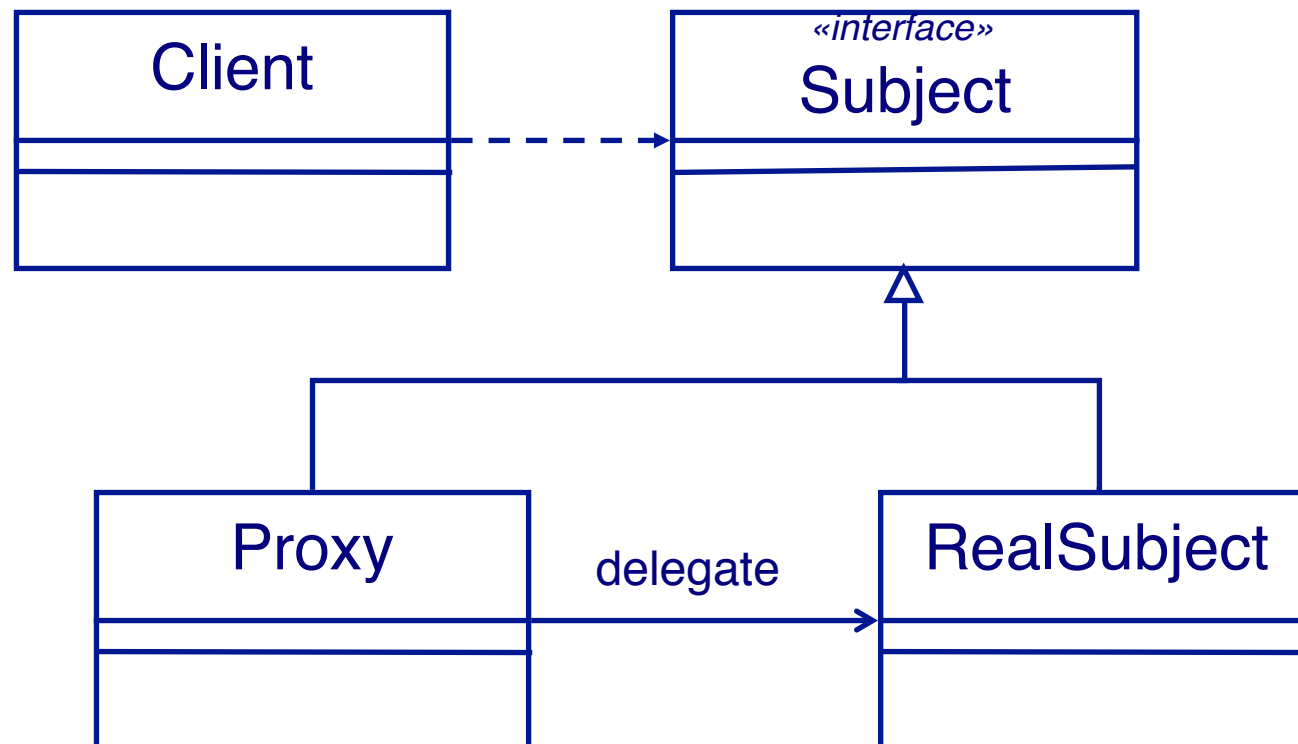 Client
«interface»
Subject
Proxy
delegate
RealSubject